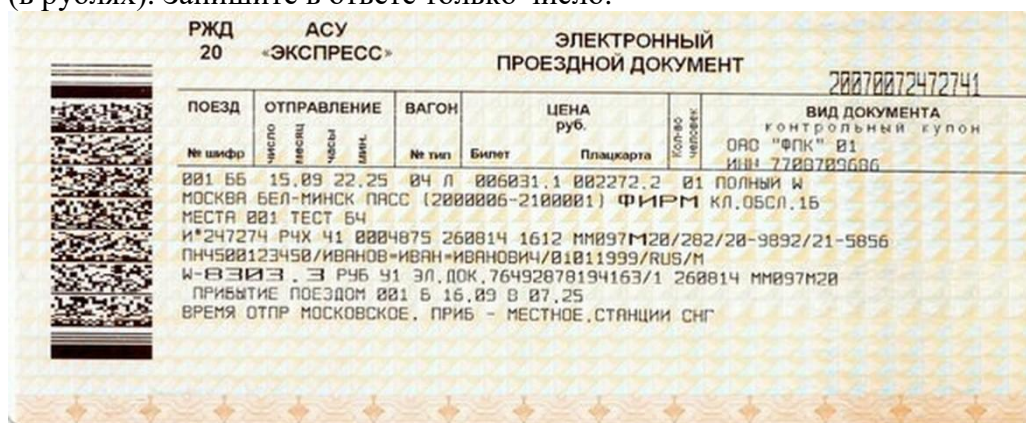 (в рублях). Запишите в ответе только число.
РЖД АСУ ЭЛЕКТРОННЫЙ
20 «ЭКСПРЕСС» ПРОЕЗДНОЙ ДОКУМЕНТ
20070072472741
ПОЕЗД ОТПРАВЛЕНИЕ ВАГОН ЦЕНА руб. Кол-во человек ВИД ДОКУМЕНТА
число месяц часы мин.
КОНТРОЛЬНЫЙ КУПОН
№ шифр № тип Билет Плацкарта ОАО "ФПК" 01
ИНН 7708709686
001 ББ 15.09 22.25 04 Л 006031.1 002272.2 01 ПОЛНЫЙ W
МОСКВА БЕЛ-МИНСК ПАСС (2000006-2100001) ФИРМ КЛ.ОБСЛ.1Б
МЕСТА 001 ТЕСТ БЧ
И*247274 РЧХ Ч1 0004875 260814 1612 ММ097М20/282/20-9892/21-5856
ПН4500123450/ИВАНОВ=ИВАН=ИВАНОВИЧ/01011999/RUS/M
W-8303.3 РУБ У1 ЭЛ.ДОК.76492878194163/1 260814 ММ097М20
ПРИБЫТИЕ ПОЕЗДОМ 001 Б 16.09 В 07.25
ВРЕМЯ ОТПР МОСКОВСКОЕ. ПРИБ - МЕСТНОЕ,СТАНЦИИ СНГ